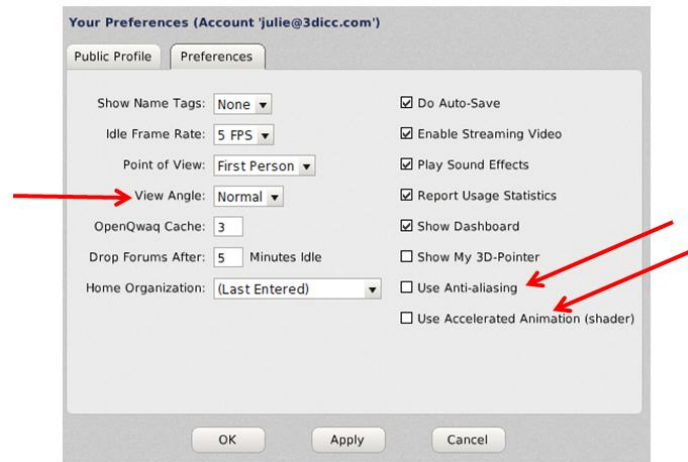 Your Preferences (Account 'julie@3dicc.com')
Public Profile Preferences
Show Name Tags: None
Idle Frame Rate: 5 FPS
Point of View: First Person
View Angle: Normal
OpenQwaq Cache: 3
Drop Forums After: 5 Minutes Idle
Home Organization: (Last Entered)
Do Auto-Save
Enable Streaming Video
Play Sound Effects
Report Usage Statistics
Show Dashboard
Show My 3D-Pointer
Use Anti-aliasing
Use Accelerated Animation (shader)
OK Apply Cancel